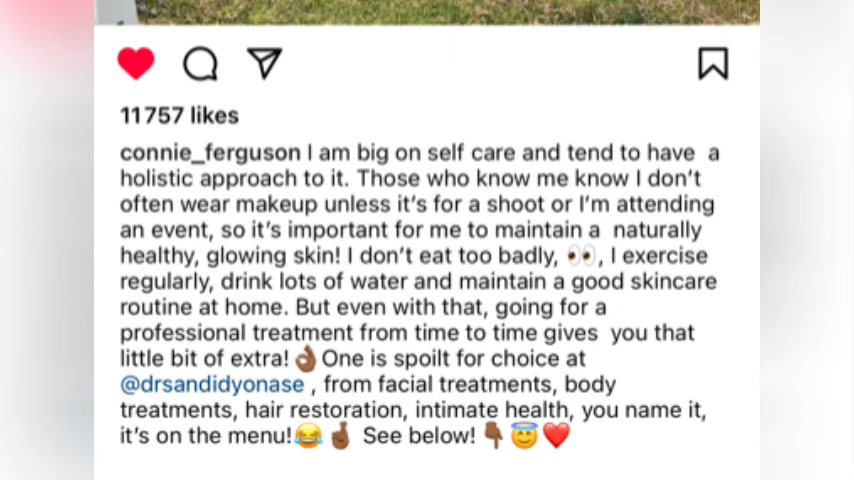 11757 likes
connie_ferguson I am big on self care and tend to have a
holistic approach to it. Those who know me know I don't
often wear makeup unless it's for a shoot or I'm attending
an event, so it's important for me to maintain a naturally
healthy, glowing skin! I don't eat too badly, 👀, I exercise
regularly, drink lots of water and maintain a good skincare
routine at home. But even with that, going for a
professional treatment from time to time gives you that
little bit of extra!👌🏾One is spoilt for choice at
@drsandidyonase , from facial treatments, body
treatments, hair restoration, intimate health, you name it,
it's on the menu!😂🤞🏾 See below!👇🏾😇❤️